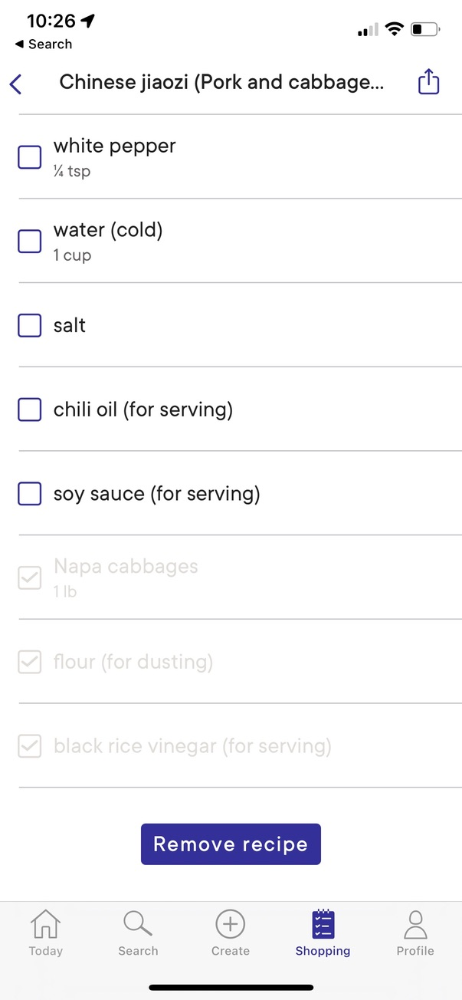 10:26
Search
Chinese jiaozi (Pork and cabbage...
white pepper
¼ tsp
water (cold)
1 cup
salt
chili oil (for serving)
soy sauce (for serving)
Napa cabbages
1 lb
flour (for dusting)
black rice vinegar (for serving)
Remove recipe
Today Search Create Shopping Profile